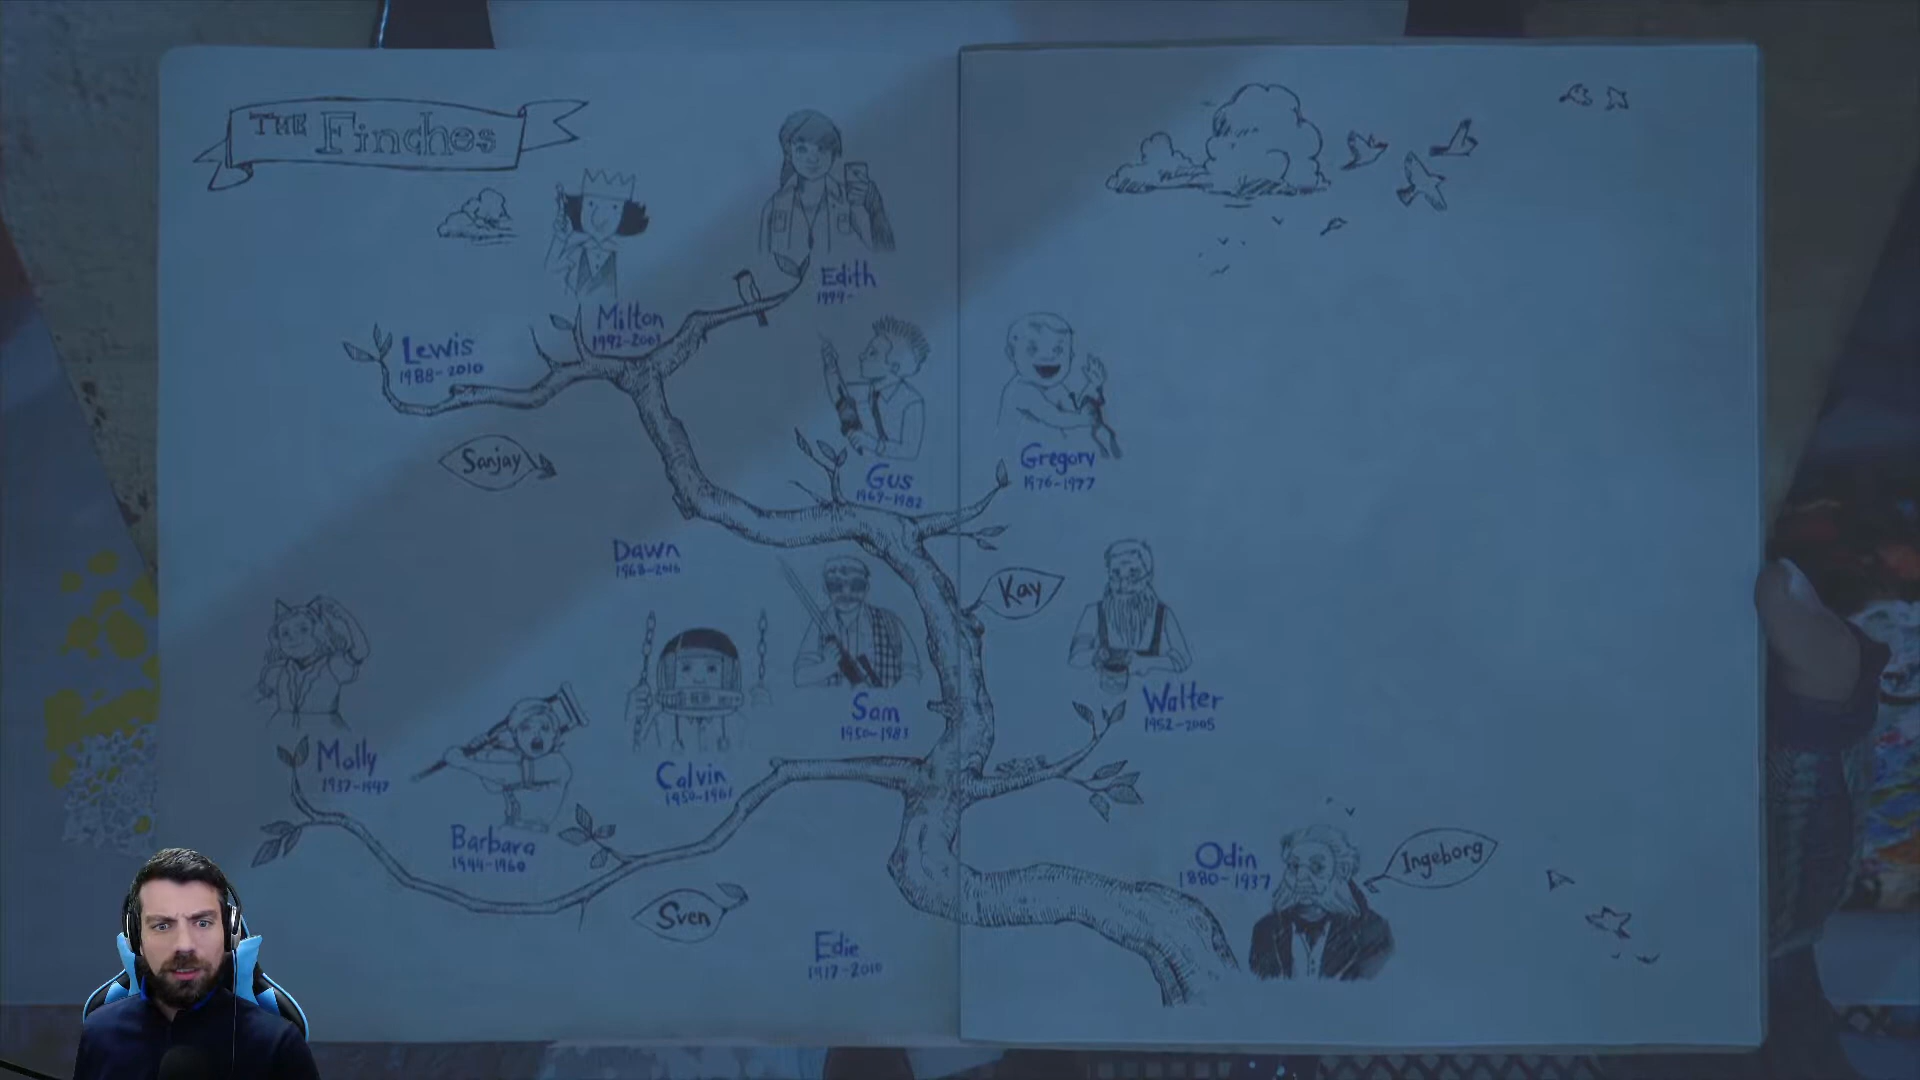 THE Finches
Edith
1999-
Milton
1992-2003
Lewis
1988-2010
Sanjay
Gus
1969-1982
Gregory
1976-1977
Dawn
1968-2016
Kay
Sam
1950-1983
Walter
1952-2005
Molly
1937-1947
Calvin
1950-1961
Barbara
1944-1960
Odin
1880-1937
Ingeborg
Sven
Edie
1917-2010